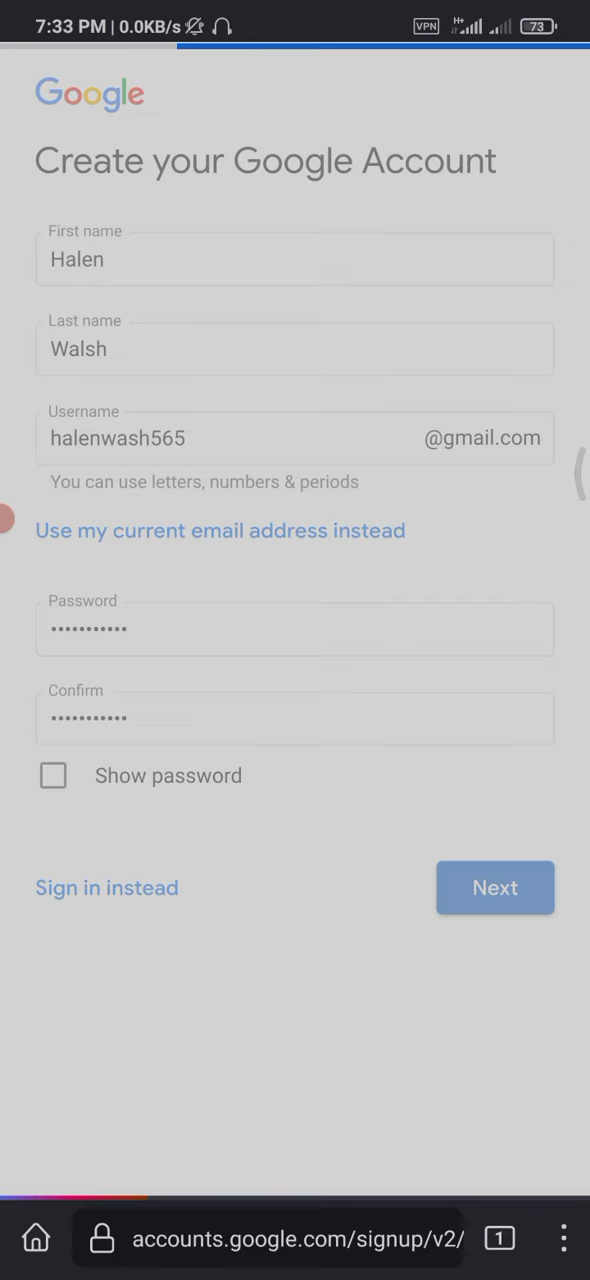 7:33 PM | 0.0KB/s VPN H+ 73
Google
Create your Google Account
First name
Halen
Last name
Walsh
Username
halenwash565 @gmail.com
You can use letters, numbers & periods
Use my current email address instead
Password
•••••••••••
Confirm
•••••••••••
Show password
Sign in instead Next
accounts.google.com/signup/v2/ 1